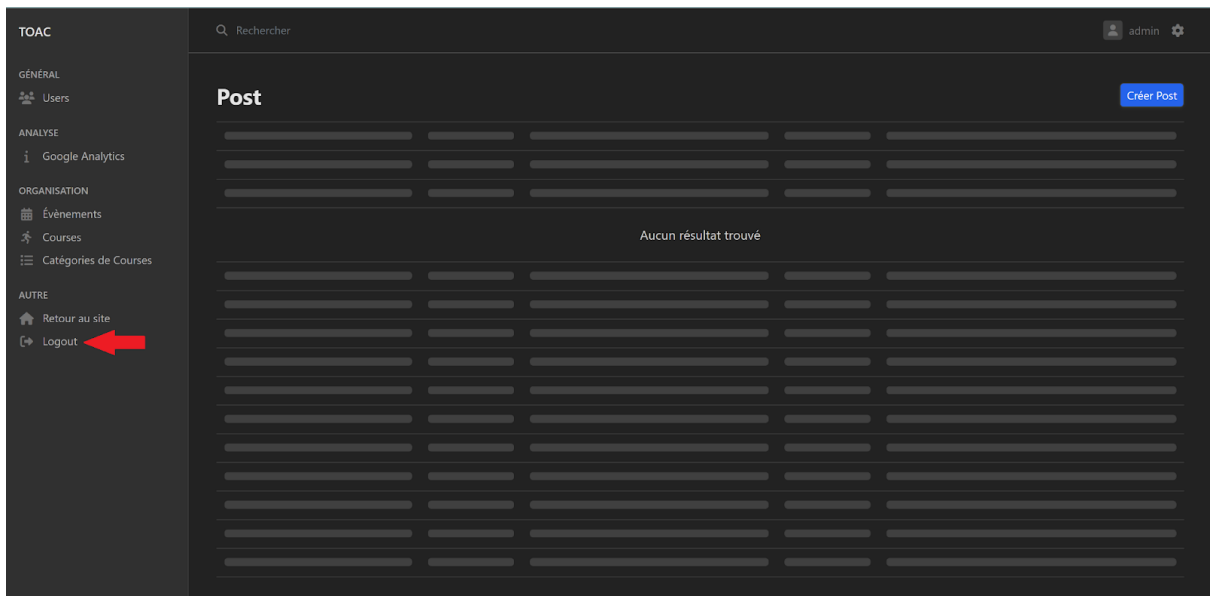 TOAC
Rechercher
admin
GÉNÉRAL
Users
ANALYSE
Google Analytics
ORGANISATION
Évènements
Courses
Catégories de Courses
AUTRE
Retour au site
Logout
Post
Créer Post
Aucun résultat trouvé